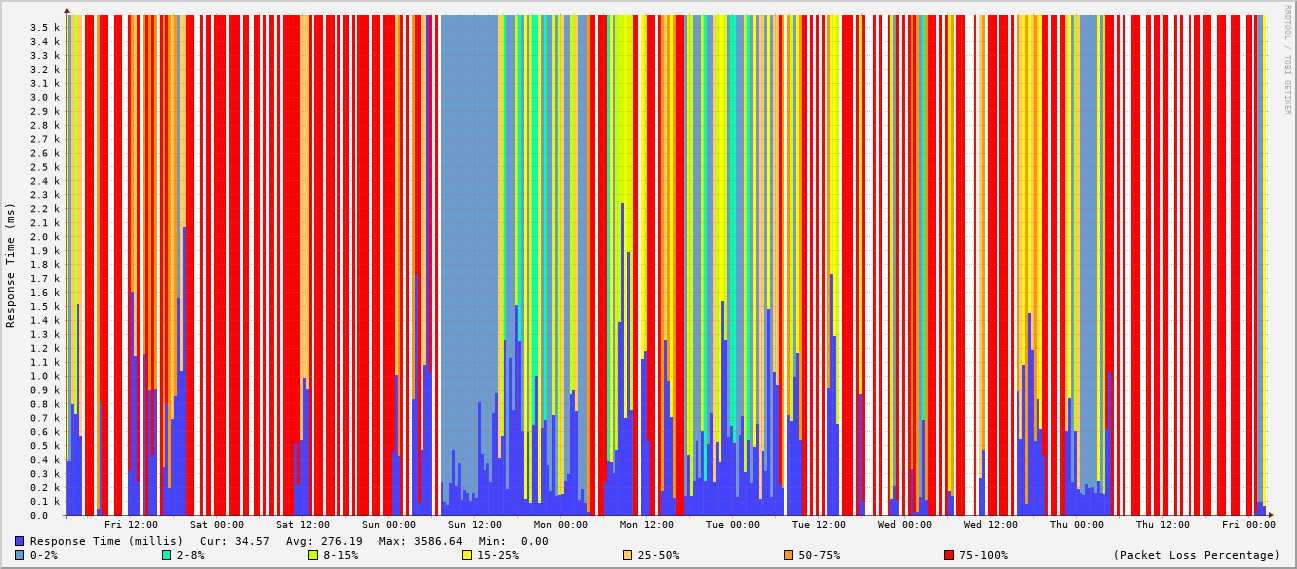 RRDTOOL / TOBI OETIKER
Response Time (ms)
3.5 k
3.4 k
3.3 k
3.2 k
3.1 k
3.0 k
2.9 k
2.8 k
2.7 k
2.6 k
2.5 k
2.4 k
2.3 k
2.2 k
2.1 k
2.0 k
1.9 k
1.8 k
1.7 k
1.6 k
1.5 k
1.4 k
1.3 k
1.2 k
1.1 k
1.0 k
0.9 k
0.8 k
0.7 k
0.6 k
0.5 k
0.4 k
0.3 k
0.2 k
0.1 k
0.0
Fri 12:00 Sat 00:00 Sat 12:00 Sun 00:00 Sun 12:00 Mon 00:00 Mon 12:00 Tue 00:00 Tue 12:00 Wed 00:00 Wed 12:00 Thu 00:00 Thu 12:00 Fri 00:00
Response Time (millis) Cur: 34.57 Avg: 276.19 Max: 3586.64 Min: 0.00
0-2% 2-8% 8-15% 15-25% 25-50% 50-75% 75-100% (Packet Loss Percentage)